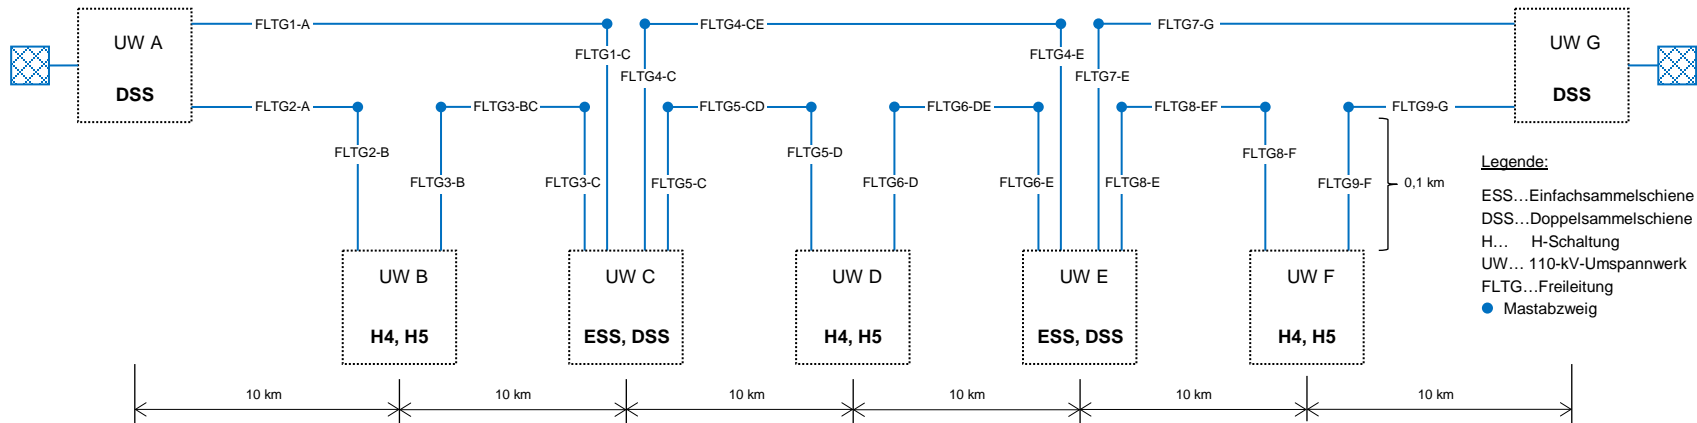 FLTG1-A
FLTG4-CE
FLTG7-G
UW A
DSS
UW G
DSS
FLTG1-C
FLTG4-C
FLTG4-E
FLTG7-E
FLTG2-A
FLTG3-BC
FLTG5-CD
FLTG6-DE
FLTG8-EF
FLTG9-G
FLTG2-B
FLTG3-B
FLTG3-C
FLTG5-C
FLTG5-D
FLTG6-D
FLTG6-E
FLTG8-E
FLTG8-F
FLTG9-F
0,1 km
Legende:
ESS…Einfachsammelschiene
DSS…Doppelsammelschiene
H… H-Schaltung
UW… 110-kV-Umspannwerk
FLTG…Freileitung
Mastabzweig
UW B
H4, H5
UW C
ESS, DSS
UW D
H4, H5
UW E
ESS, DSS
UW F
H4, H5
10 km
10 km
10 km
10 km
10 km
10 km